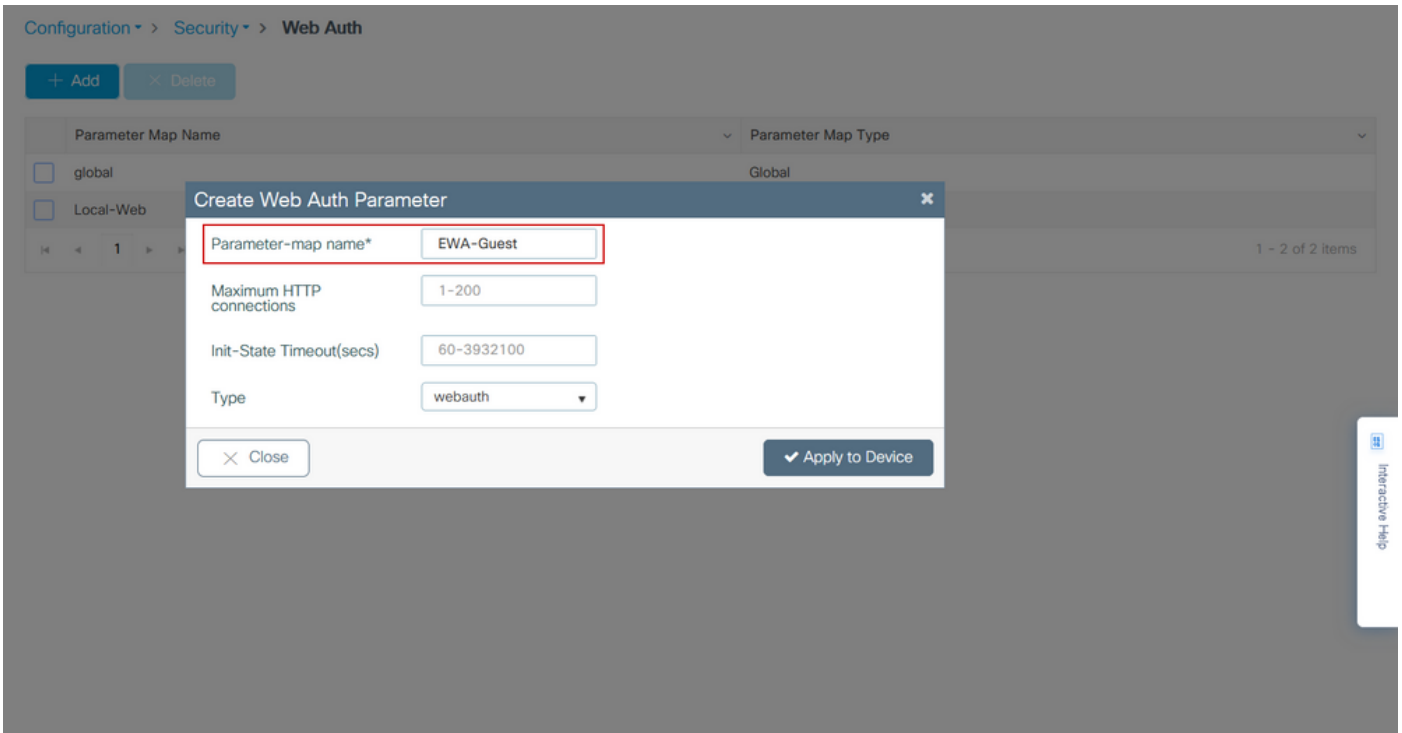 Configuration > Security > Web Auth
+ Add × Delete
Parameter Map Name Parameter Map Type
global Global
Local-Web
1 1 - 2 of 2 items
Create Web Auth Parameter
Parameter-map name* EWA-Guest
Maximum HTTP
connections
1-200
Init-State Timeout(secs) 60-3932100
Type webauth
× Close ✔ Apply to Device
Interactive Help